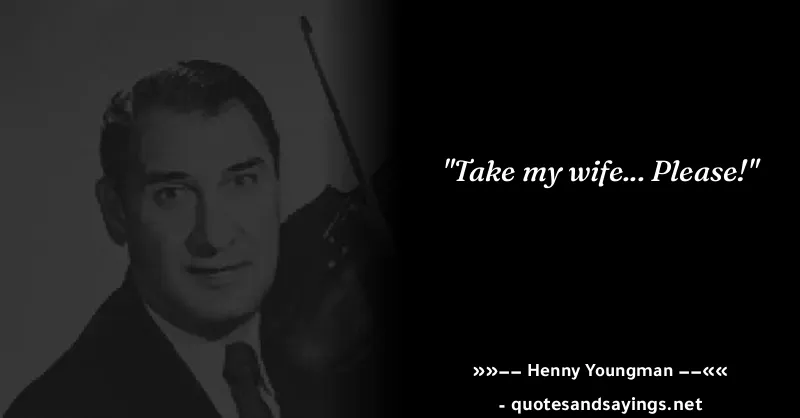 "Take my wife... Please!"
»»–– Henny Youngman ––««
- quotesandsayings.net